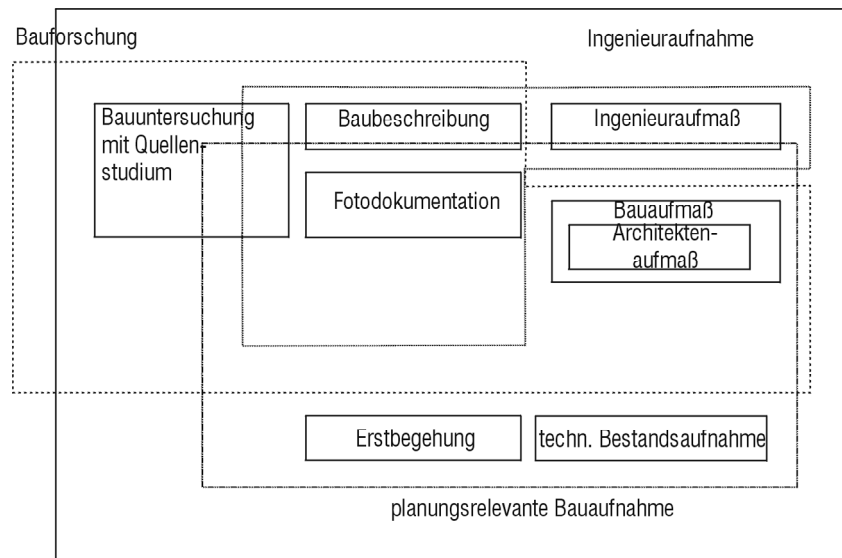 Bauforschung
Ingenieuraufnahme
Bauuntersuchung
mit Quellen-
studium
Baubeschreibung
Ingenieuraufmaß
Fotodokumentation
Bauaufmaß
Architekten-
aufmaß
Erstbegehung
techn. Bestandsaufnahme
planungsrelevante Bauaufnahme